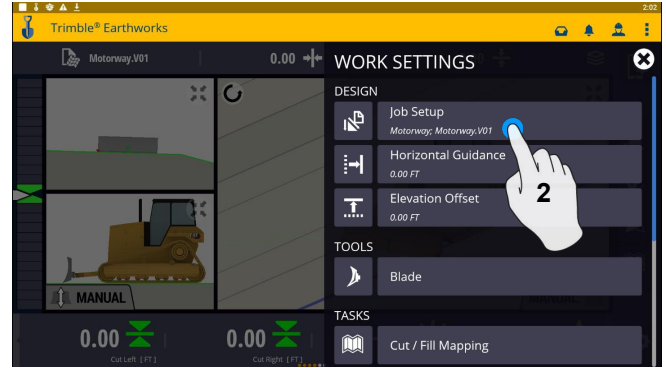 2:02
Trimble® Earthworks
Motorway.V01
0.00
WORK SETTINGS
DESIGN
Job Setup
Motorway; Motorway.V01
Horizontal Guidance
0.00 FT
Elevation Offset
0.00 FT
2
TOOLS
Blade
MANUAL
TASKS
Cut / Fill Mapping
0.00
Cut Left [FT]
0.00
Cut Right [FT]